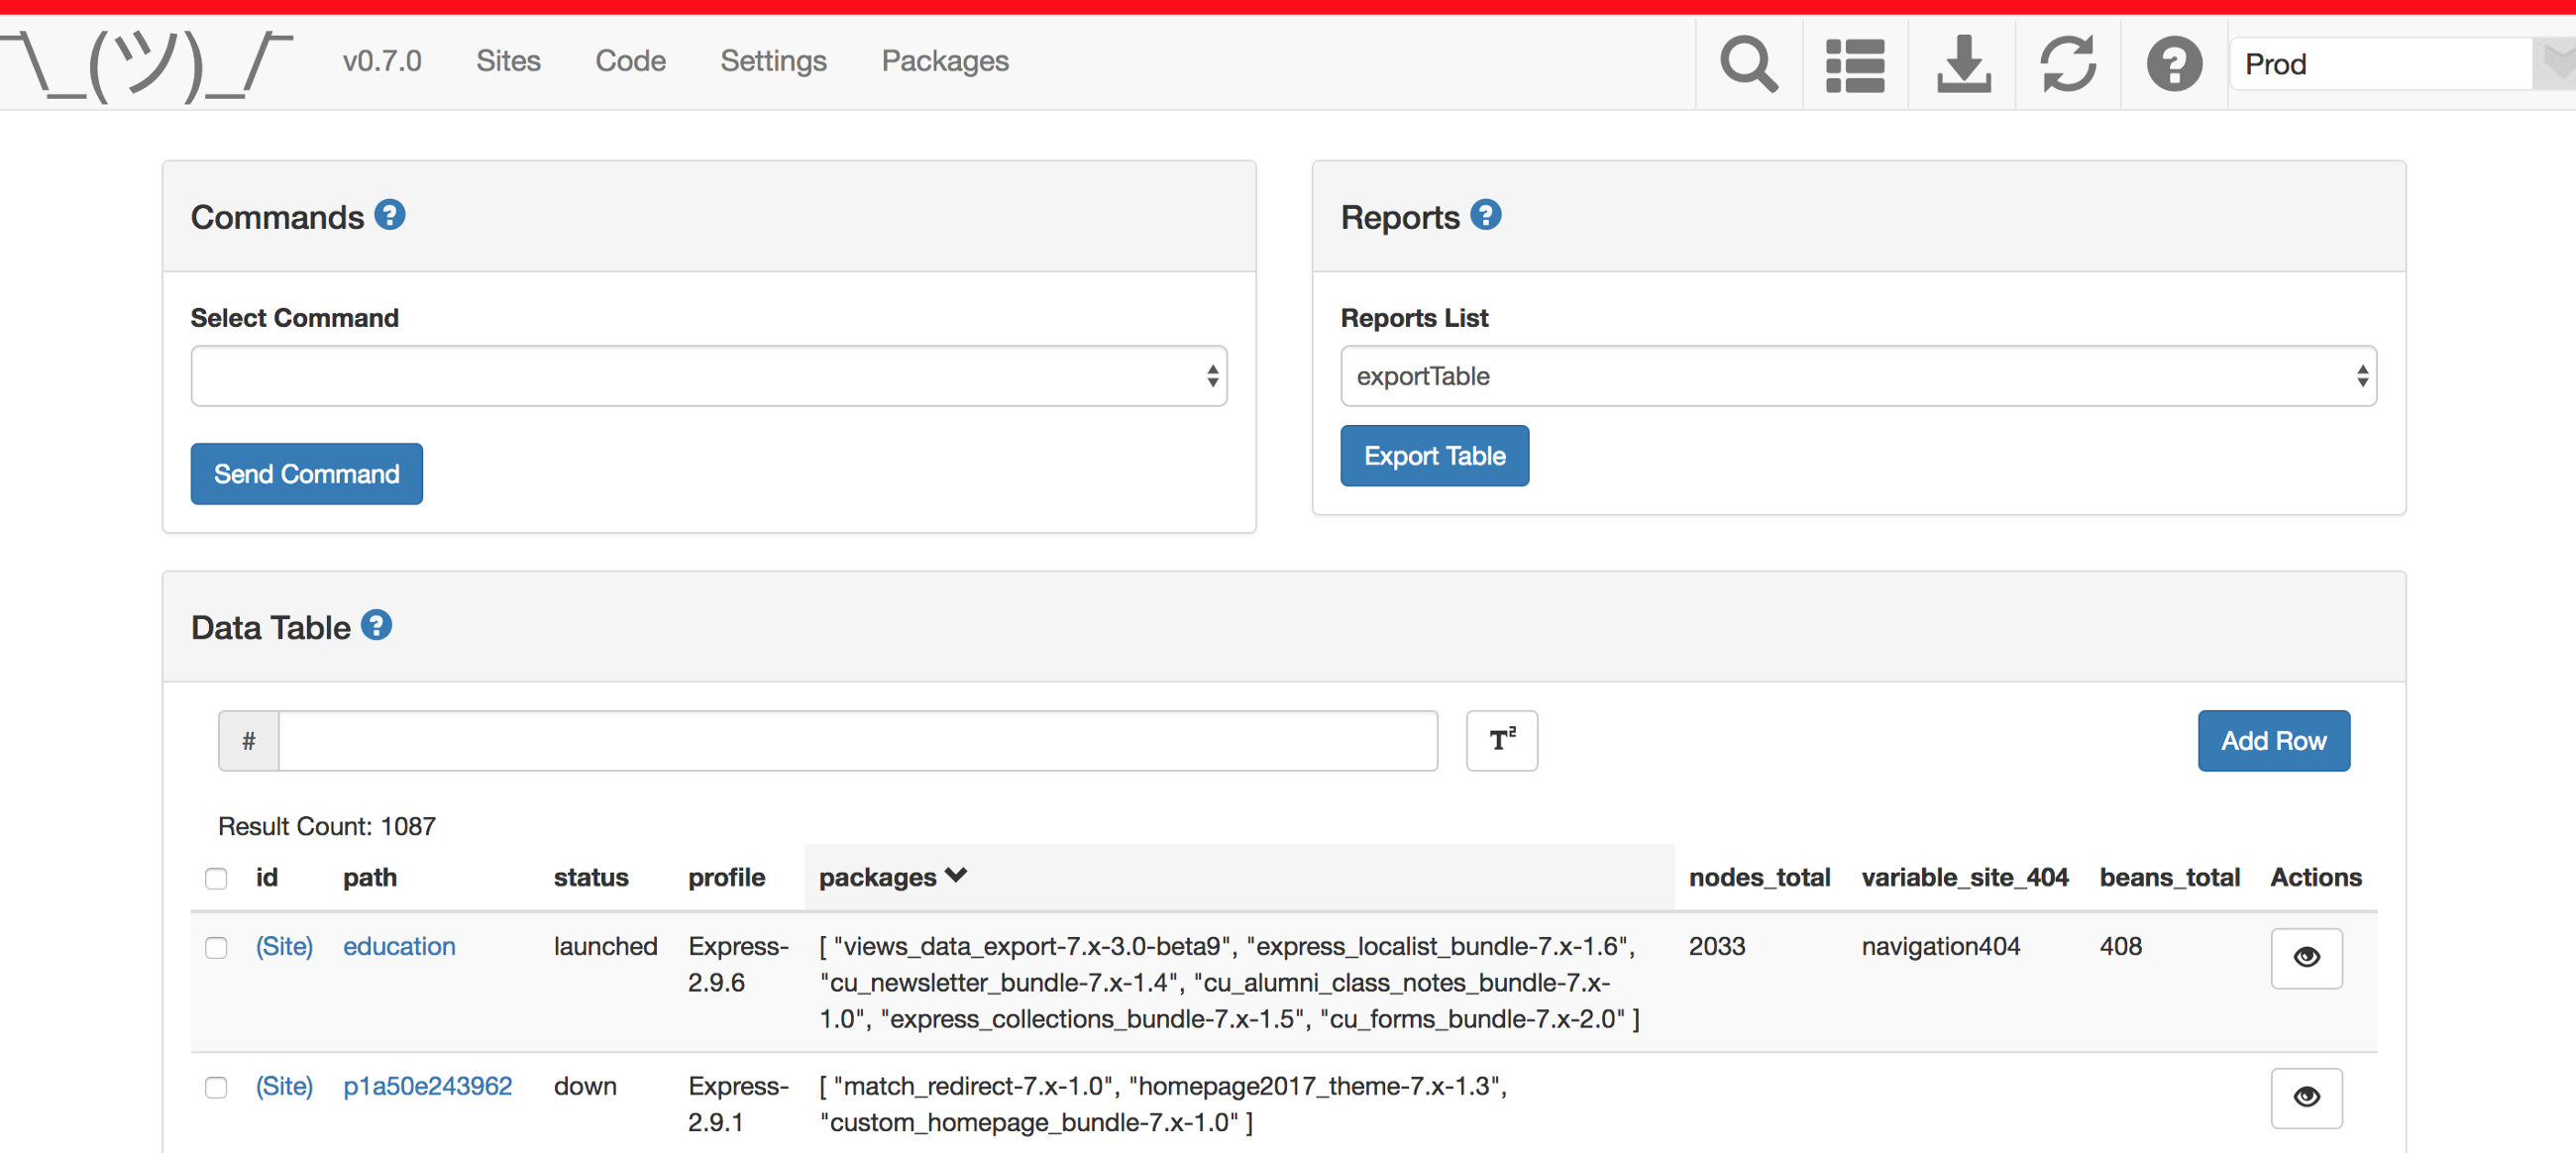 ¯\_(ツ)_/¯ v0.7.0 Sites Code Settings Packages Prod
Commands ?
Reports ?
Select Command
Reports List
exportTable
Send Command
Export Table
Data Table ?
# T² Add Row
Result Count: 1087
id path status profile packages nodes_total variable_site_404 beans_total Actions
(Site) education launched Express- [ "views_data_export-7.x-3.0-beta9", "express_localist_bundle-7.x-1.6", 2033 navigation404 408
2.9.6 "cu_newsletter_bundle-7.x-1.4", "cu_alumni_class_notes_bundle-7.x-
1.0", "express_collections_bundle-7.x-1.5", "cu_forms_bundle-7.x-2.0" ]
(Site) p1a50e243962 down Express- [ "match_redirect-7.x-1.0", "homepage2017_theme-7.x-1.3",
2.9.1 "custom_homepage_bundle-7.x-1.0" ]